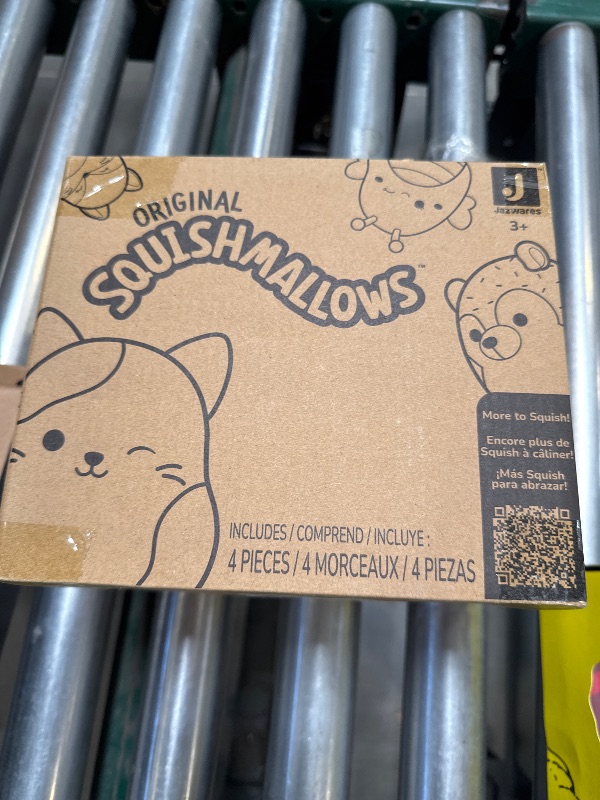 ORIGINAL
SQUISHMALLOWS™
J
Jazwares
3+
More to Squish!
Encore plus de
Squish à câliner!
¡Más Squish
para abrazar!
INCLUDES / COMPREND / INCLUYE :
4 PIECES / 4 MORCEAUX / 4 PIEZAS